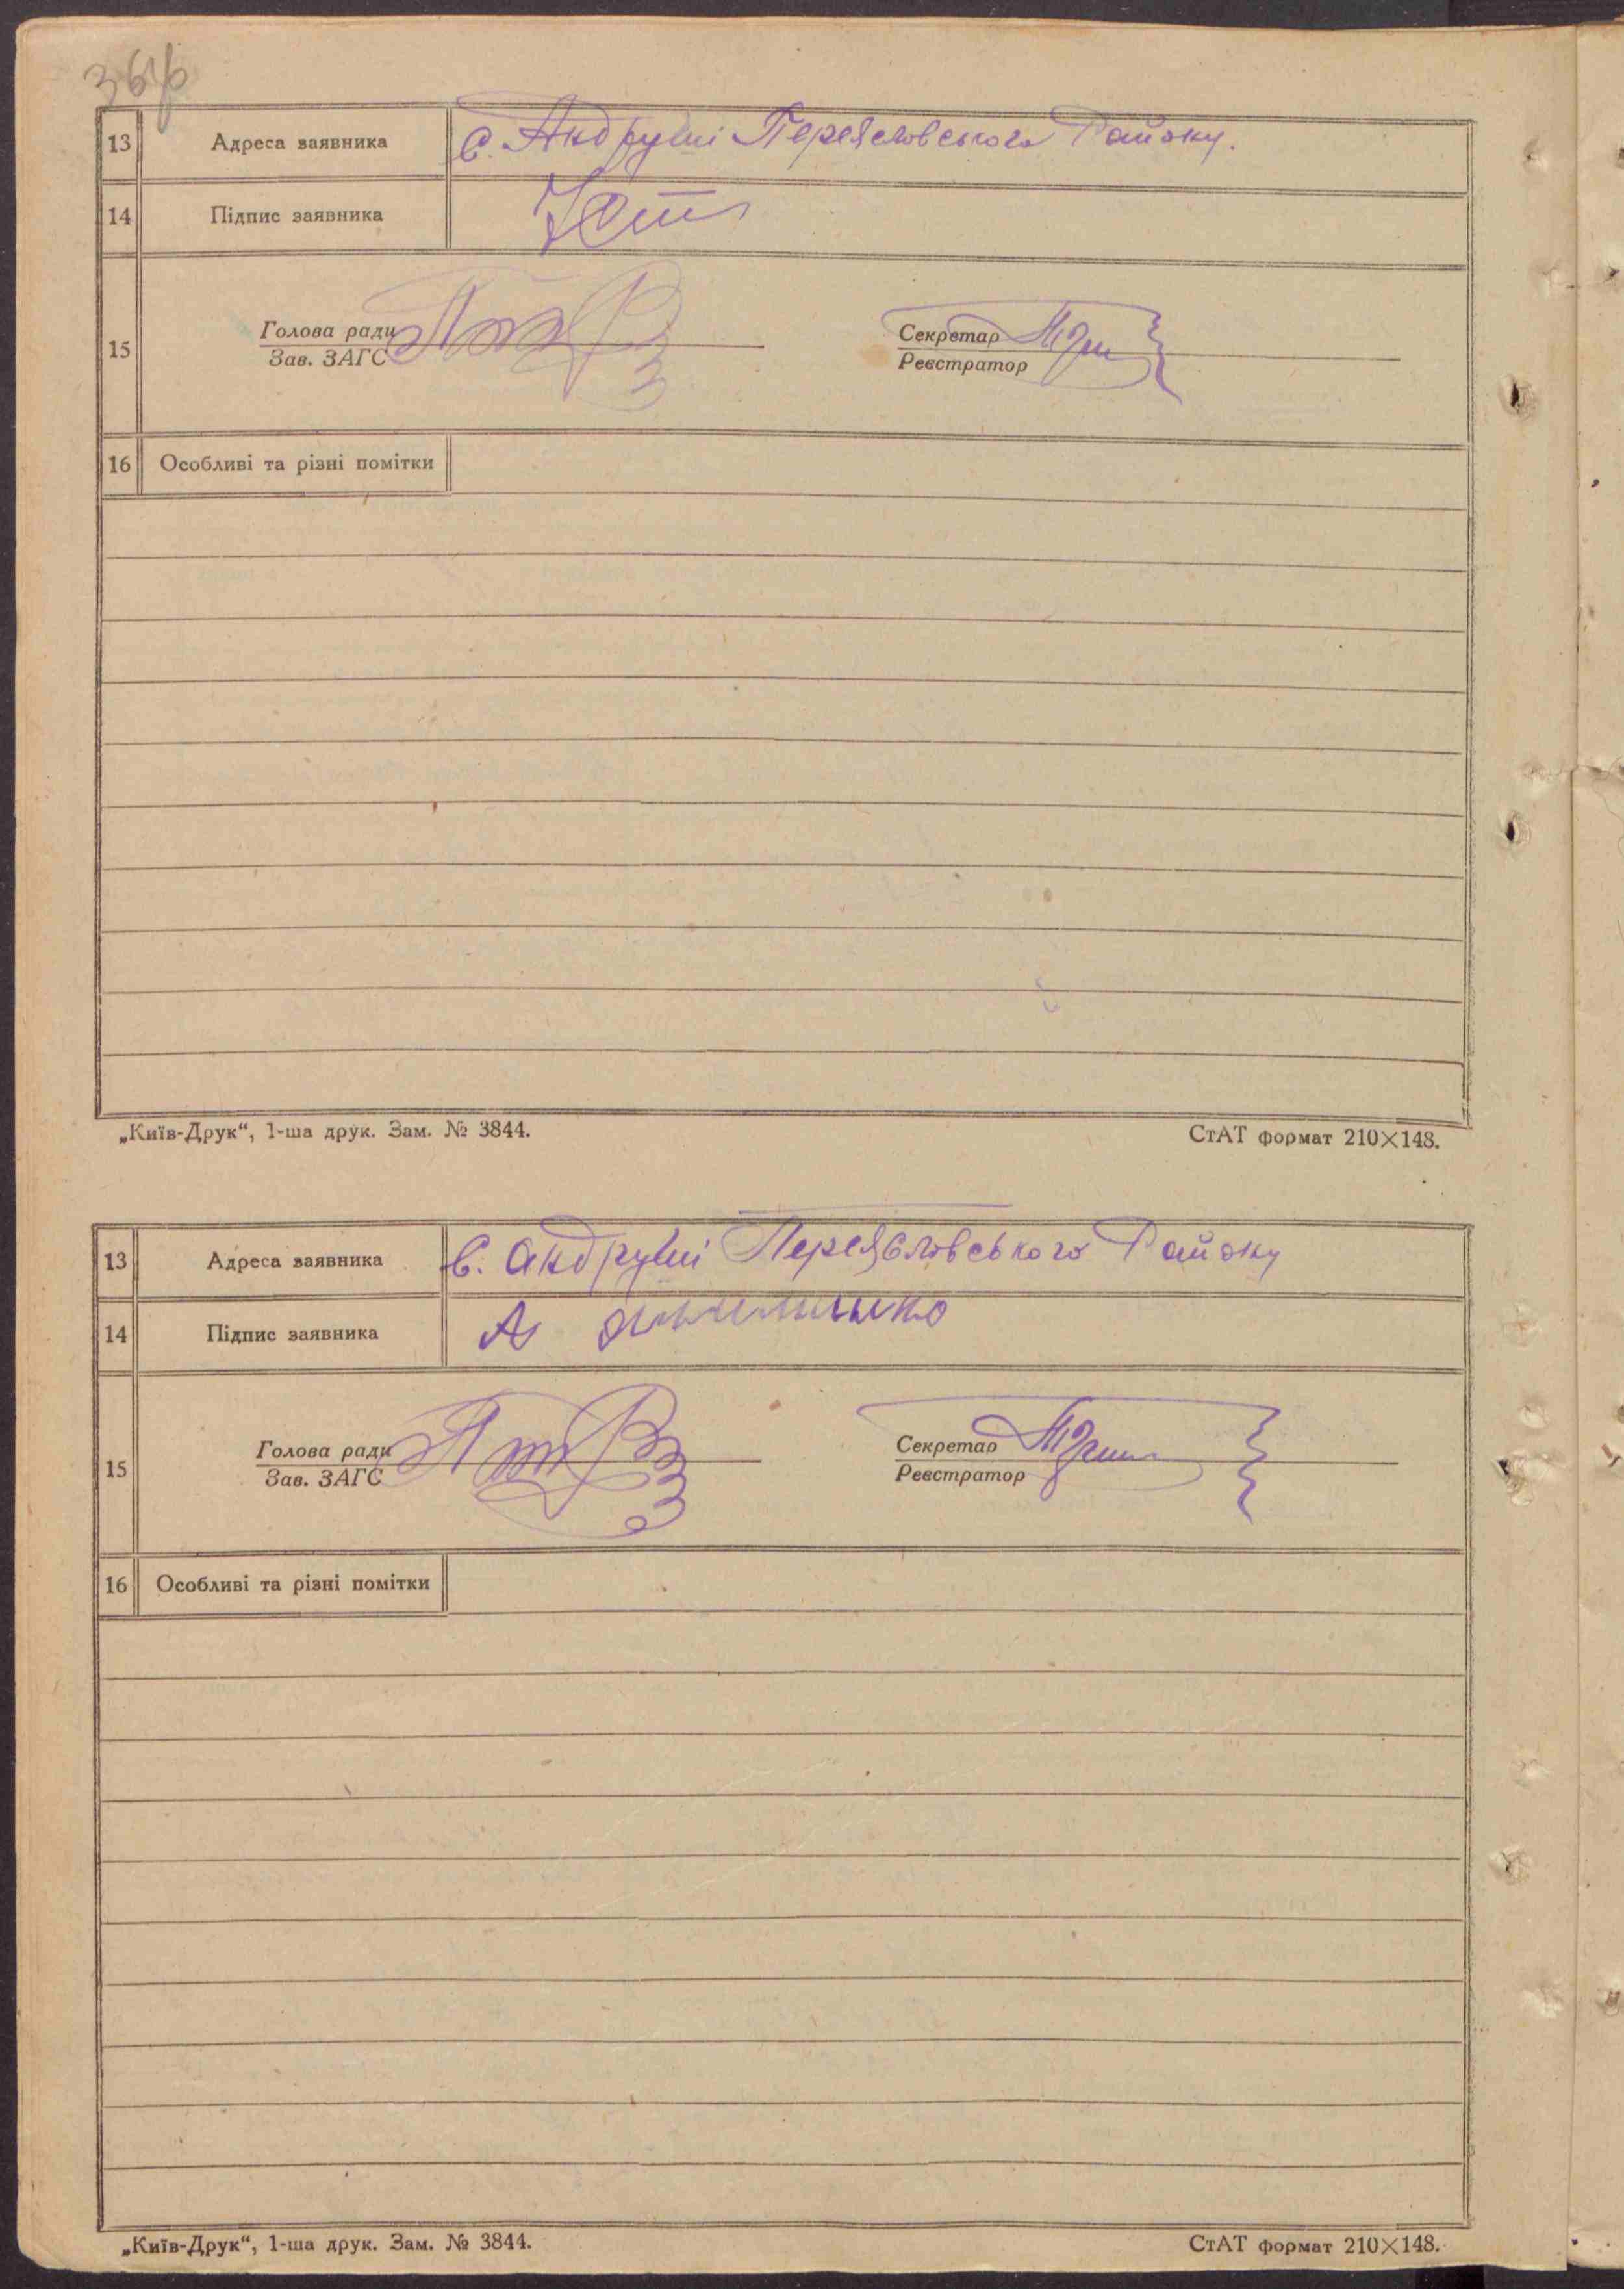 13 Адреса заявника с. Андруші Переяславського Району.
14 Підпис заявника
15 Голова ради Секретар
Зав. ЗАГС Реєстратор
16 Особливі та різні помітки
„Київ-Друк“, 1-ша друк. Зам. № 3844. СтАТ формат 210×148.
13 Адреса заявника с. Андруші Переяславського Району
14 Підпис заявника
15 Голова ради Секретар
Зав. ЗАГС Реєстратор
16 Особливі та різні помітки
„Київ-Друк“, 1-ша друк. Зам. № 3844. СтАТ формат 210×148.